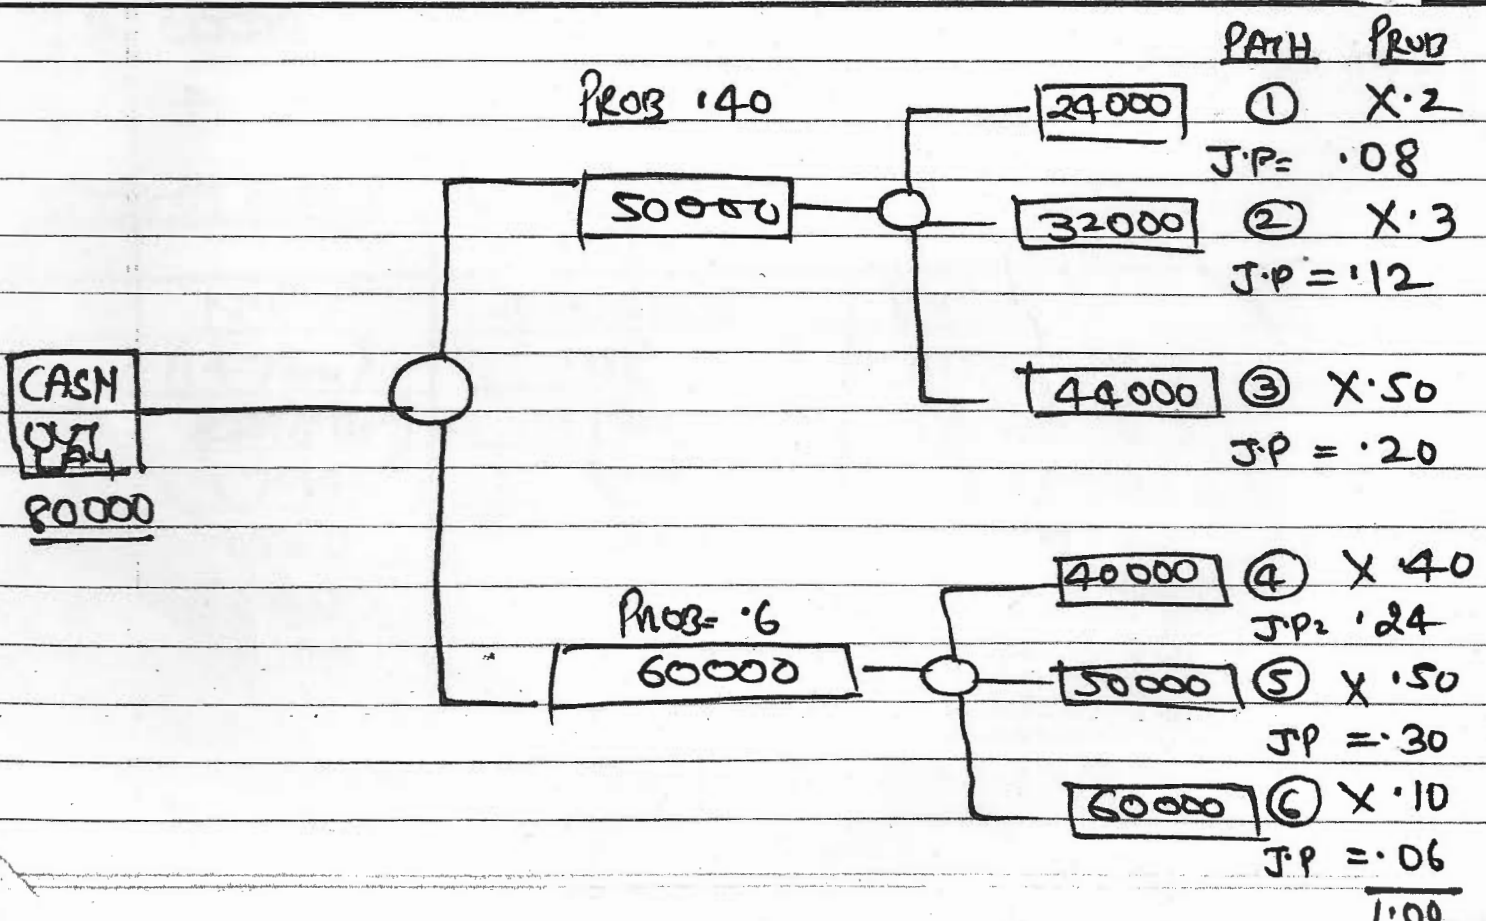 PATH PROB
PROB .40
24000 ① X .2
J.P= .08
50000
32000 ② X .3
J.P = .12
CASH
OUT
LAY
80000
44000 ③ X .50
J.P = .20
40000 ④ X .40
J.P= .24
PROB= .6
60000
50000 ⑤ X .50
J.P = .30
60000 ⑥ X .10
J.P = .06
1.00